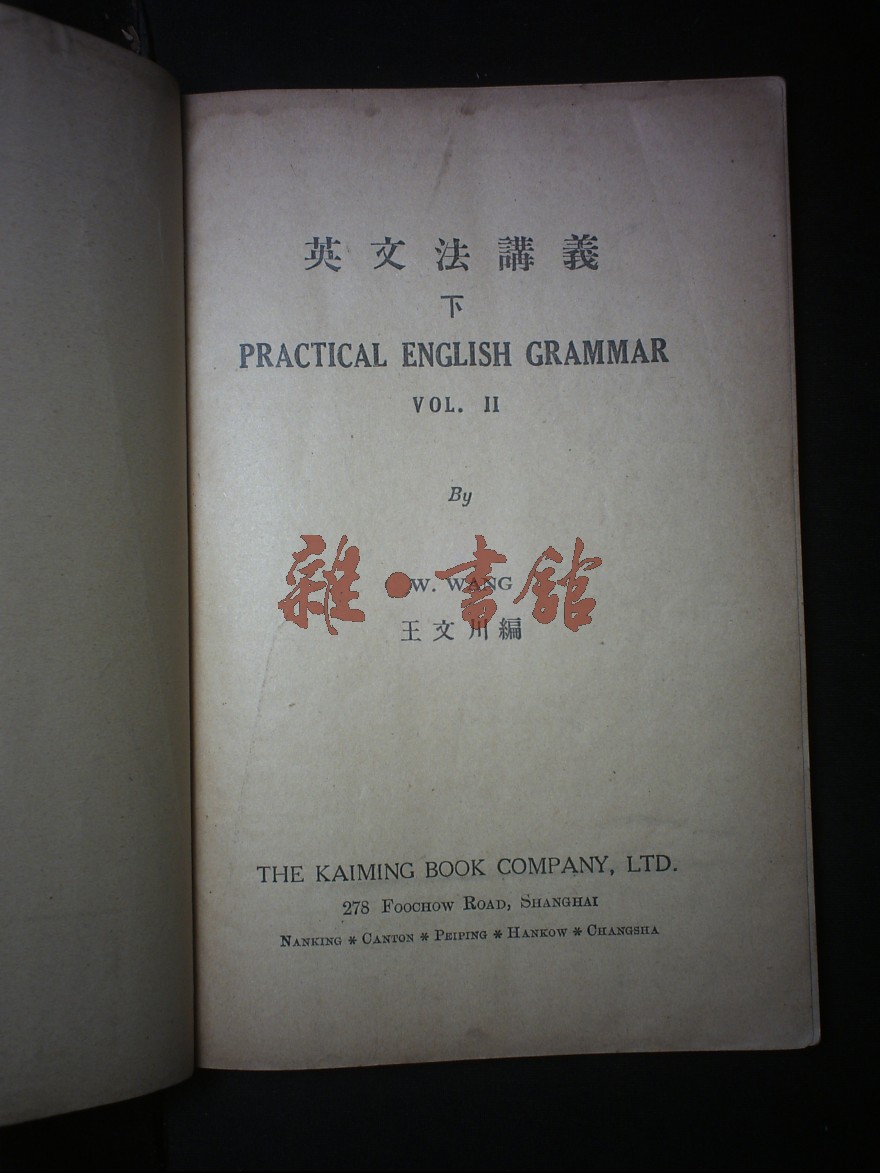 英文法講義
下
PRACTICAL ENGLISH GRAMMAR
VOL. II
By
W. WANG
雜·書館
王文川編
THE KAIMING BOOK COMPANY, LTD.
278 FOOCHOW ROAD, SHANGHAI
NANKING * CANTON * PEIPING * HANKOW * CHANGSHA